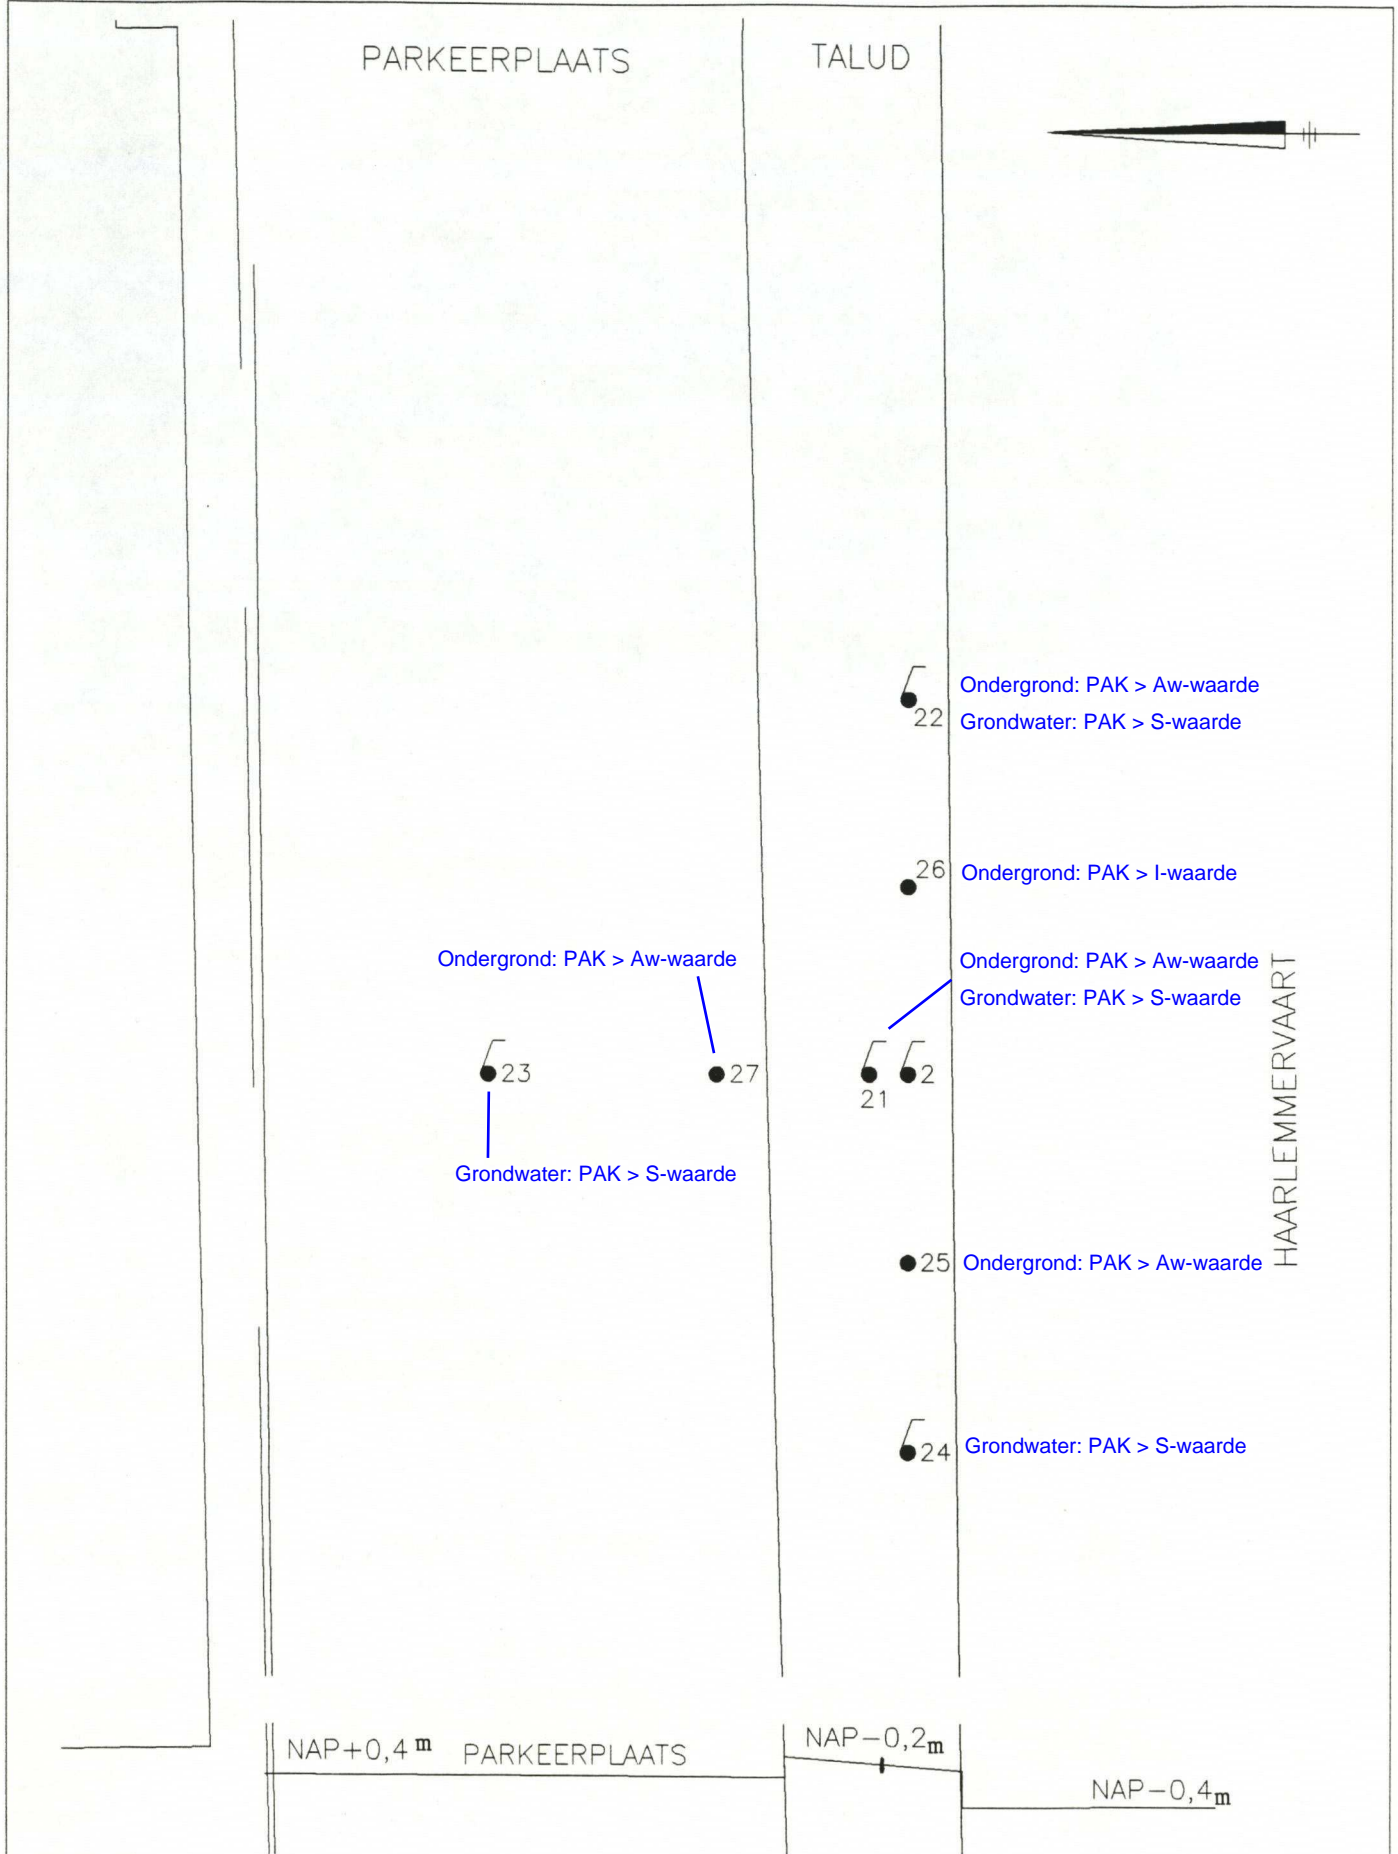 PARKEERPLAATS
TALUD
Ondergrond: PAK > Aw-waarde
22
Grondwater: PAK > S-waarde
26
Ondergrond: PAK > I-waarde
Ondergrond: PAK > Aw-waarde
Ondergrond: PAK > Aw-waarde
Grondwater: PAK > S-waarde
HAARLEMMERVAART
23
27
21
2
Grondwater: PAK > S-waarde
25
Ondergrond: PAK > Aw-waarde
24
Grondwater: PAK > S-waarde
NAP+0,4 m
PARKEERPLAATS
NAP-0,2m
NAP-0,4m